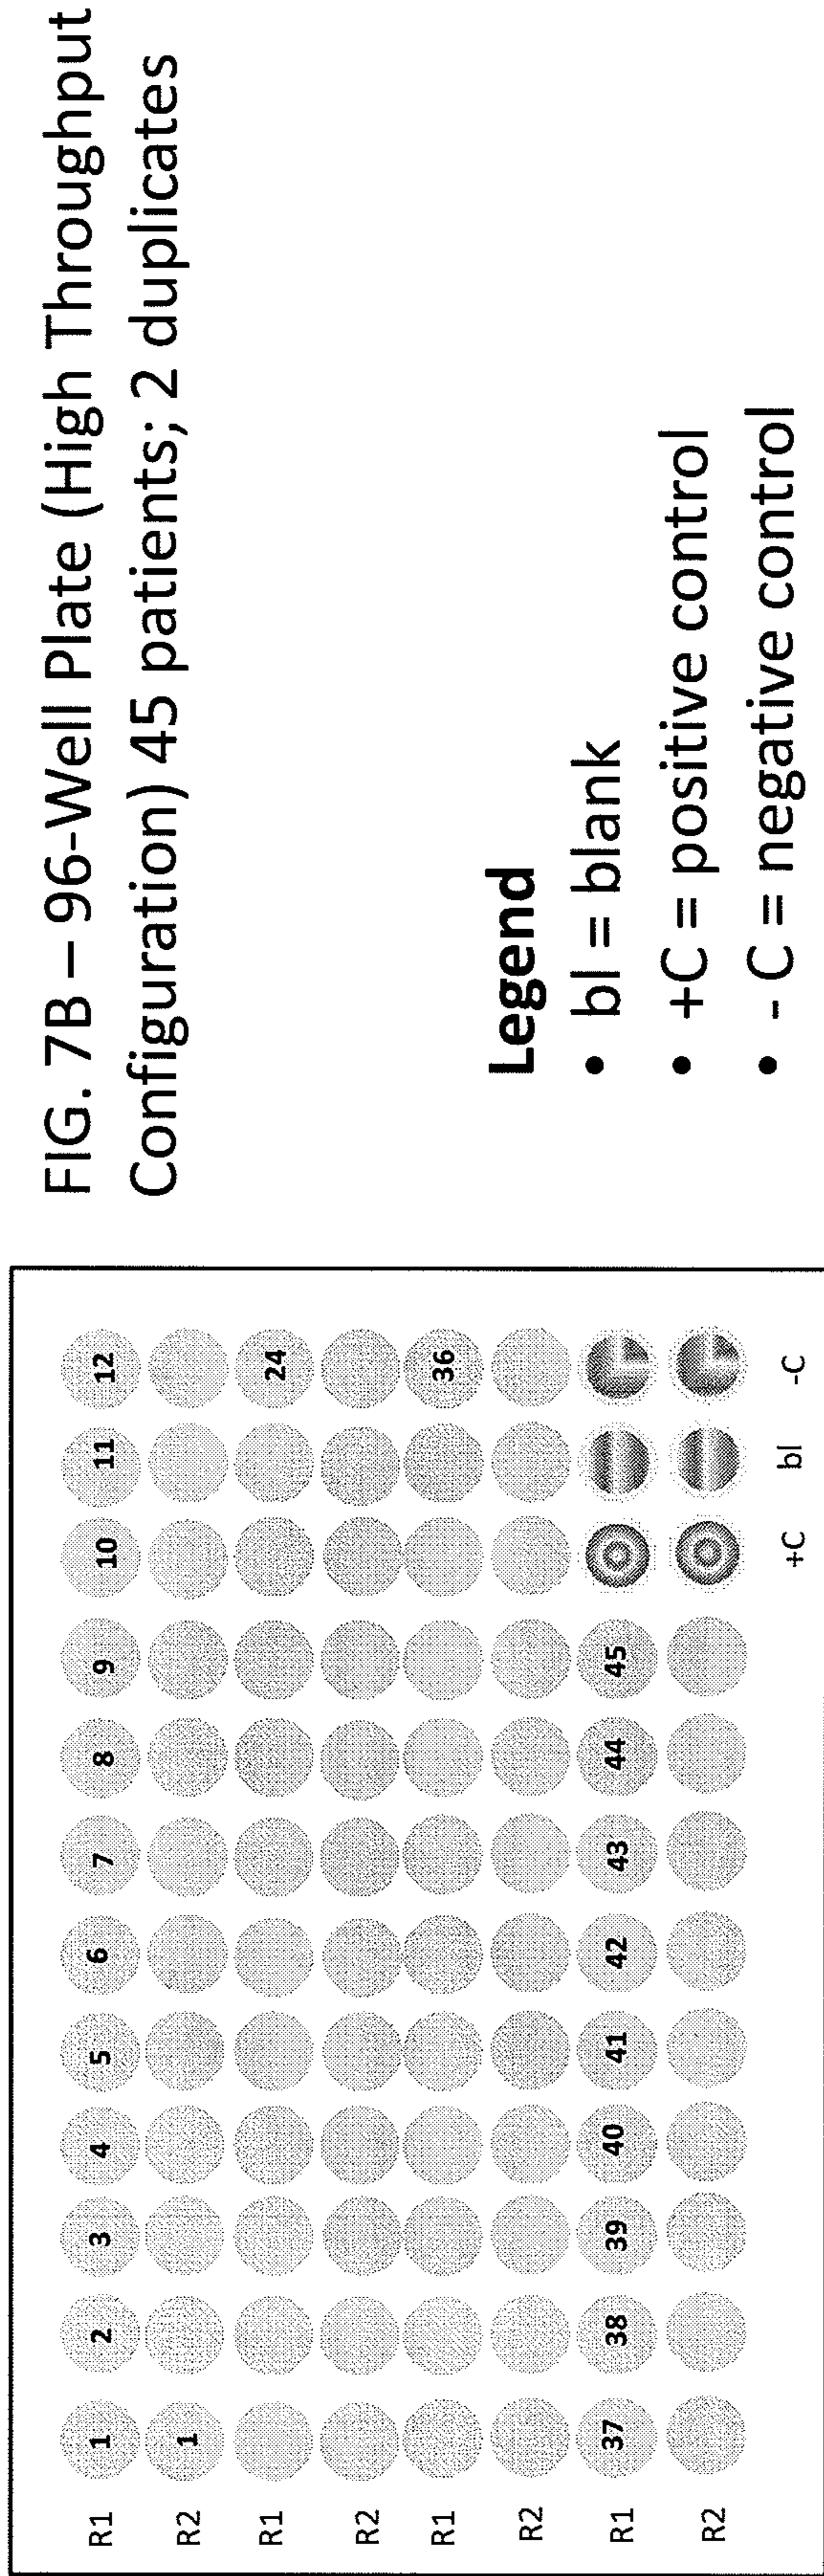 FIG. 7B – 96-Well Plate (High Throughput
Configuration) 45 patients; 2 duplicates
R1 1 2 3 4 5 6 7 8 9 10 11 12
R2 1
R1 24
R2
R1 36
R2
R1 37 38 39 40 41 42 43 44 45
R2
+C bl -C
Legend
• bl = blank
• +C = positive control
• - C = negative control